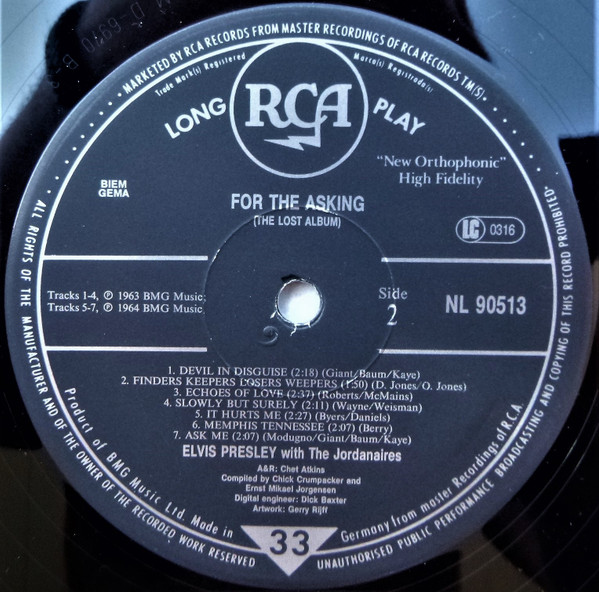 · MARKETED BY RCA RECORDS FROM MASTER RECORDINGS OF RCA RECORDS TM(S) ·
Trade Mark(s) Registered
Marca(s) Registrada(s)
LONG RCA PLAY
"New Orthophonic"
High Fidelity
BIEM
GEMA
FOR THE ASKING
(THE LOST ALBUM)
LC 0316
Tracks 1-4, ℗ 1963 BMG Music;
Tracks 5-7, ℗ 1964 BMG Music,
Side
2
NL 90513
1. DEVIL IN DISGUISE (2:18) (Giant/Baum/Kaye)
2. FINDERS KEEPERS LOSERS WEEPERS (1:50) (D. Jones/O. Jones)
3. ECHOES OF LOVE (2:37) (Roberts/McMains)
4. SLOWLY BUT SURELY (2:11) (Wayne/Weisman)
5. IT HURTS ME (2:27) (Byers/Daniels)
6. MEMPHIS TENNESSEE (2:07) (Berry)
7. ASK ME (2:07) (Modugno/Giant/Baum/Kaye)
ELVIS PRESLEY with The Jordanaires
A&R: Chet Atkins
Compiled by Chick Crumpacker and
Ernst Mikael Jorgensen
Digital engineer: Dick Baxter
Artwork: Gerry Rijff
Product of BMG Music Ltd. Made in Germany from master Recordings of R.C.A.
33
· ALL RIGHTS OF THE MANUFACTURER AND OF THE OWNER OF THE RECORDED WORK RESERVED
UNAUTHORISED PUBLIC PERFORMANCE BROADCASTING AND COPYING OF THIS RECORD PROHIBITED ·